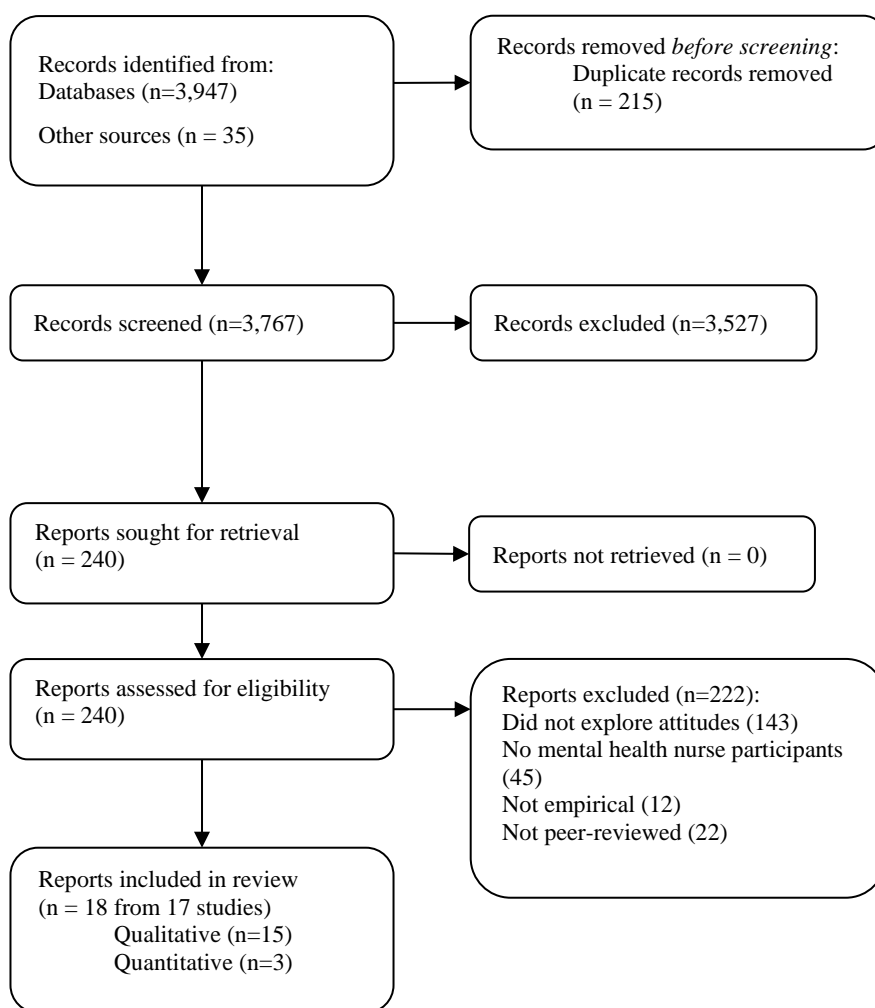 Records identified from:
Databases (n=3,947)
Other sources (n = 35)
Records removed before screening:
Duplicate records removed
(n = 215)
Records screened (n=3,767)
Records excluded (n=3,527)
Reports sought for retrieval
(n = 240)
Reports not retrieved (n = 0)
Reports assessed for eligibility
(n = 240)
Reports excluded (n=222):
Did not explore attitudes (143)
No mental health nurse participants
(45)
Not empirical (12)
Not peer-reviewed (22)
Reports included in review
(n = 18 from 17 studies)
Qualitative (n=15)
Quantitative (n=3)